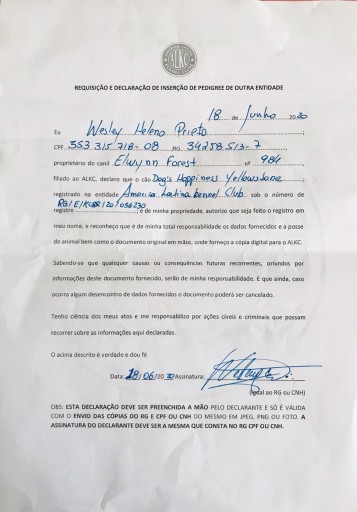 ALKC
REQUISIÇÃO E DECLARAÇÃO DE INSERÇÃO DE PEDIGREE DE OUTRA ENTIDADE
18 de Junho 2020
Eu Wesley Heleno Prieto
CPF 353 315 718-08 RG 34258513-7
proprietário do canil Elwynn Forest nº 984
filiado ao ALKC, declaro que o cão Dog's Happiness Yellowstone
registrado na entidade America Latina Kennel Club sob o número de
registro RG/E/KCBR/20/056230 é de minha propriedade, autorizo que seja feito o registro em
meu nome, e reconheço que é de minha total responsabilidade os dados fornecidos e a posse
do animal bem como o documento original em mãos, onde forneço a cópia digital para o ALKC.
Sabendo-se que quaisquer causas ou consequências futuras recorrentes, oriundos por
informações deste documento fornecido, serão de minha responsabilidade. E que ainda, caso
ocorra algum desencontro de dados fornecidos o documento poderá ser cancelado.
Tenho ciência dos meus atos e me responsabilizo por ações cíveis e criminais que possam
recorrer sobre as informações aqui declaradas.
O acima descrito é verdade e dou fé
Data: 18/06/2020 Assinatura:
(igual ao RG ou CNH)
OBS: ESTA DECLARAÇÃO DEVE SER PREENCHIDA A MÃO PELO DECLARANTE E SÓ É VÁLIDA
COM O ENVIO DAS CÓPIAS DO RG E CPF OU CNH DO MESMO EM JPEG, PNG OU FOTO. A
ASSINATURA DO DECLARANTE DEVE SER A MESMA QUE CONSTA NO RG CPF OU CNH.